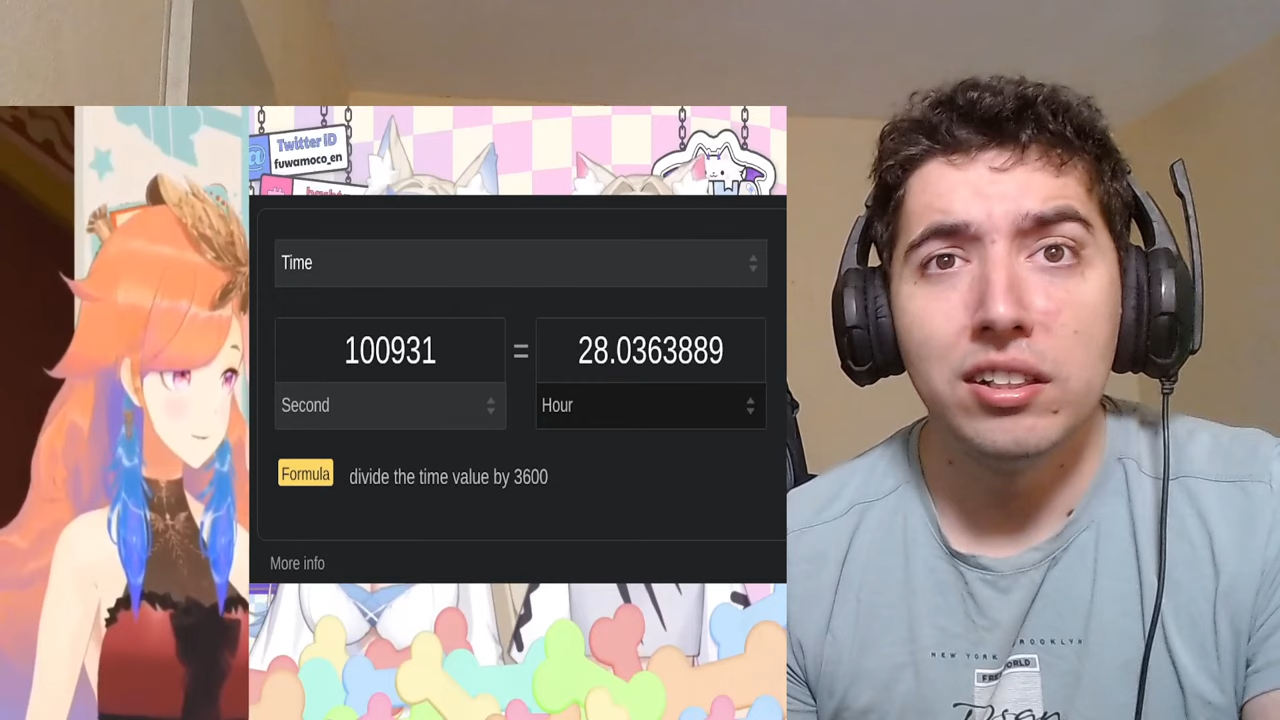 Twitter ID
fuwamoco_en
Time
100931 = 28.0363889
Second Hour
Formula divide the time value by 3600
More info
NEW YORK BROOKLYN